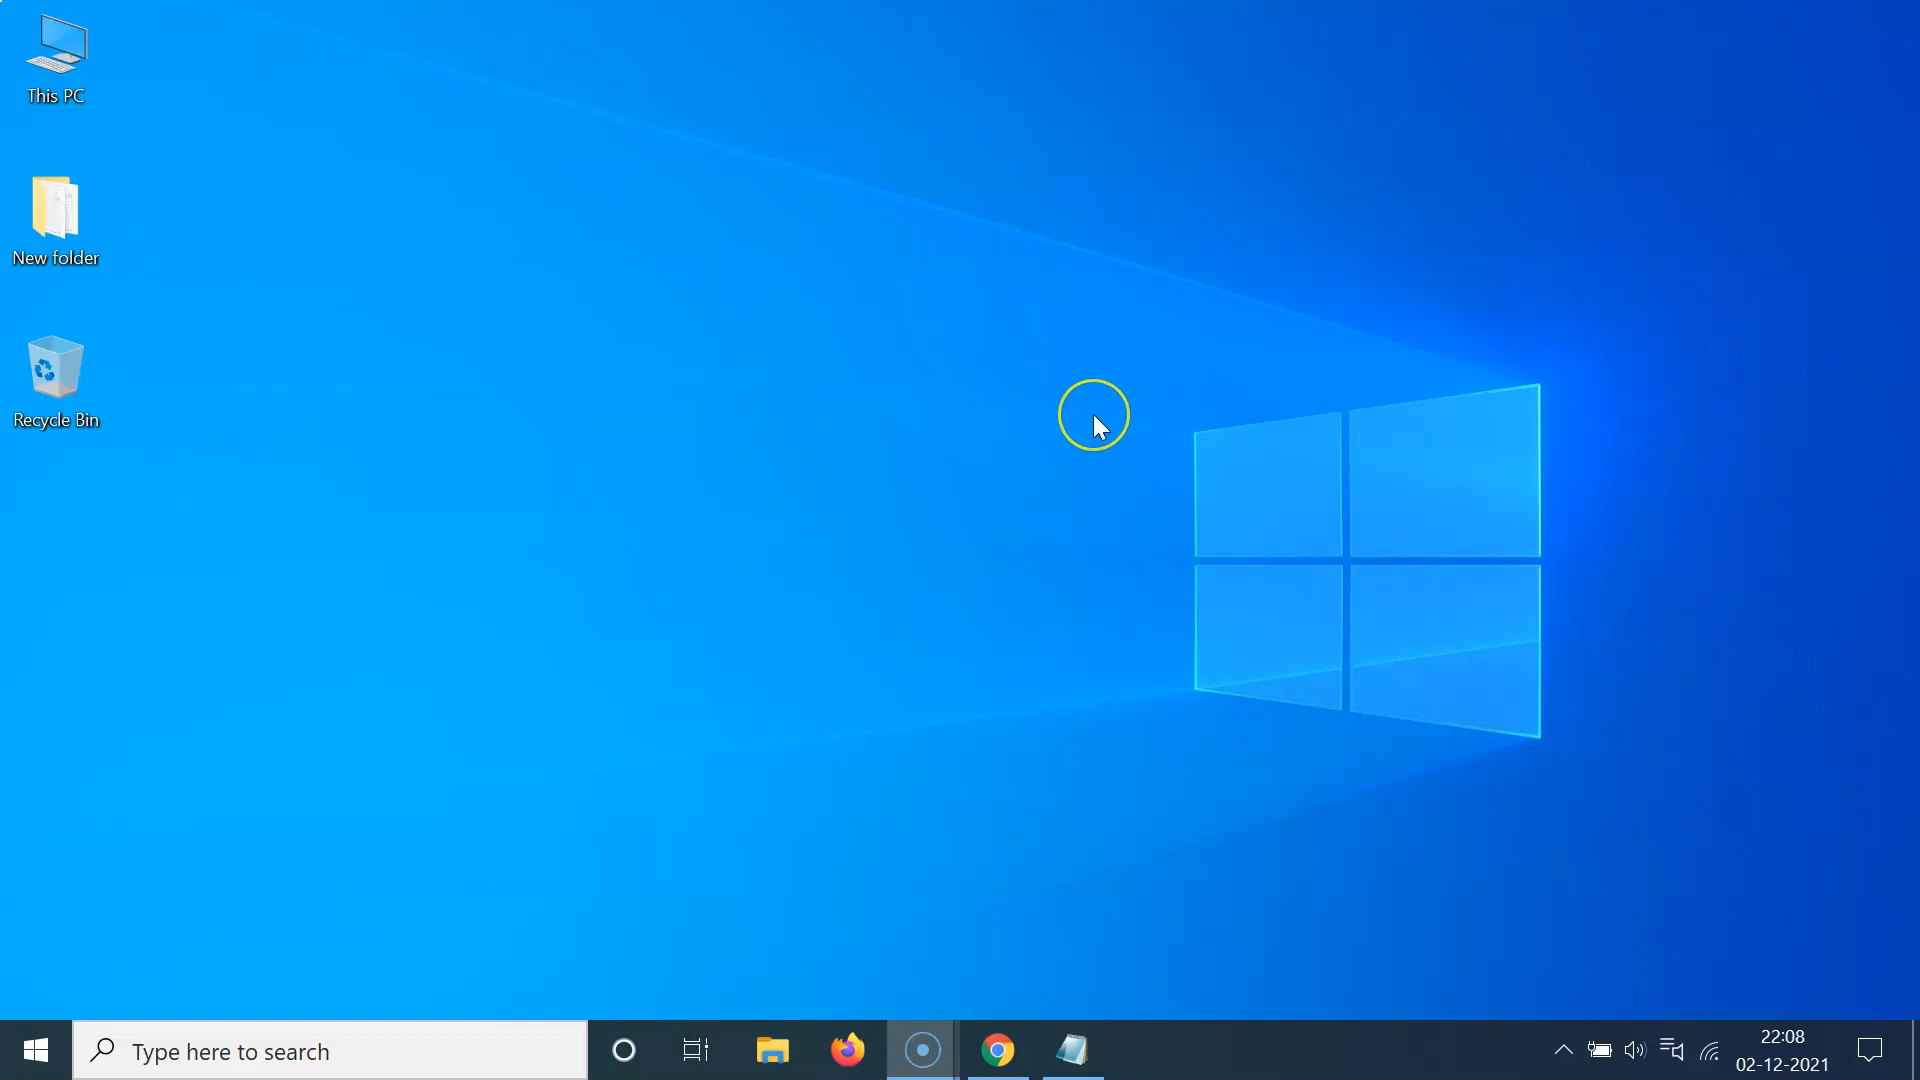 This PC
New folder
Recycle Bin
Type here to search
22:08
02-12-2021